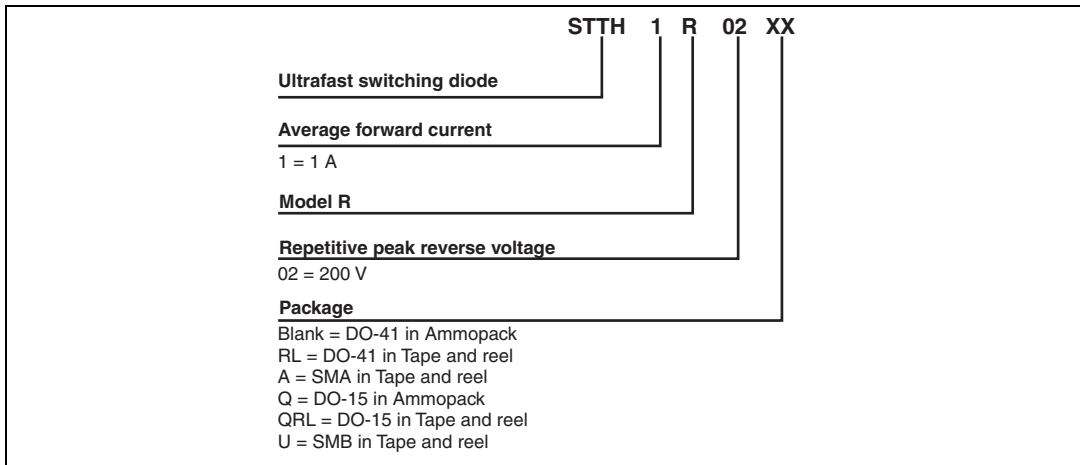 STTH 1 R 02 XX
Ultrafast switching diode
Average forward current
1 = 1 A
Model R
Repetitive peak reverse voltage
02 = 200 V
Package
Blank = DO-41 in Ammopack
RL = DO-41 in Tape and reel
A = SMA in Tape and reel
Q = DO-15 in Ammopack
QRL = DO-15 in Tape and reel
U = SMB in Tape and reel